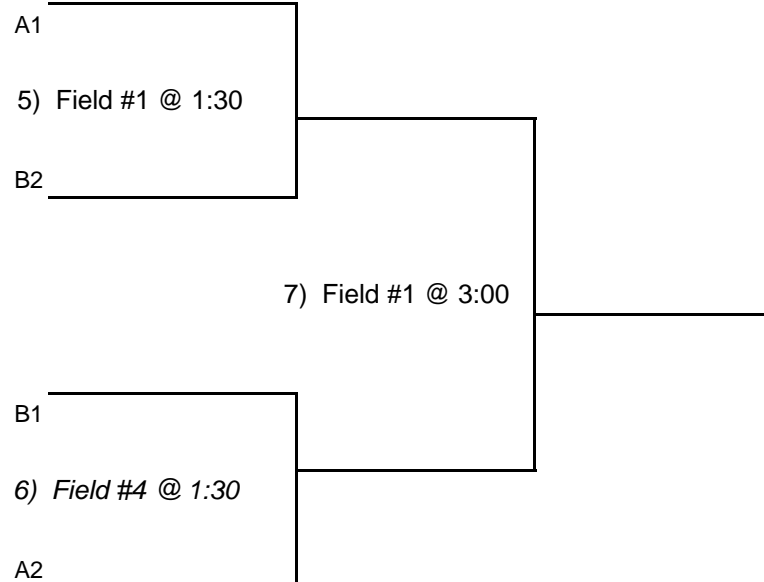 A1
5) Field #1 @ 1:30
B2
7) Field #1 @ 3:00
B1
6) Field #4 @ 1:30
A2